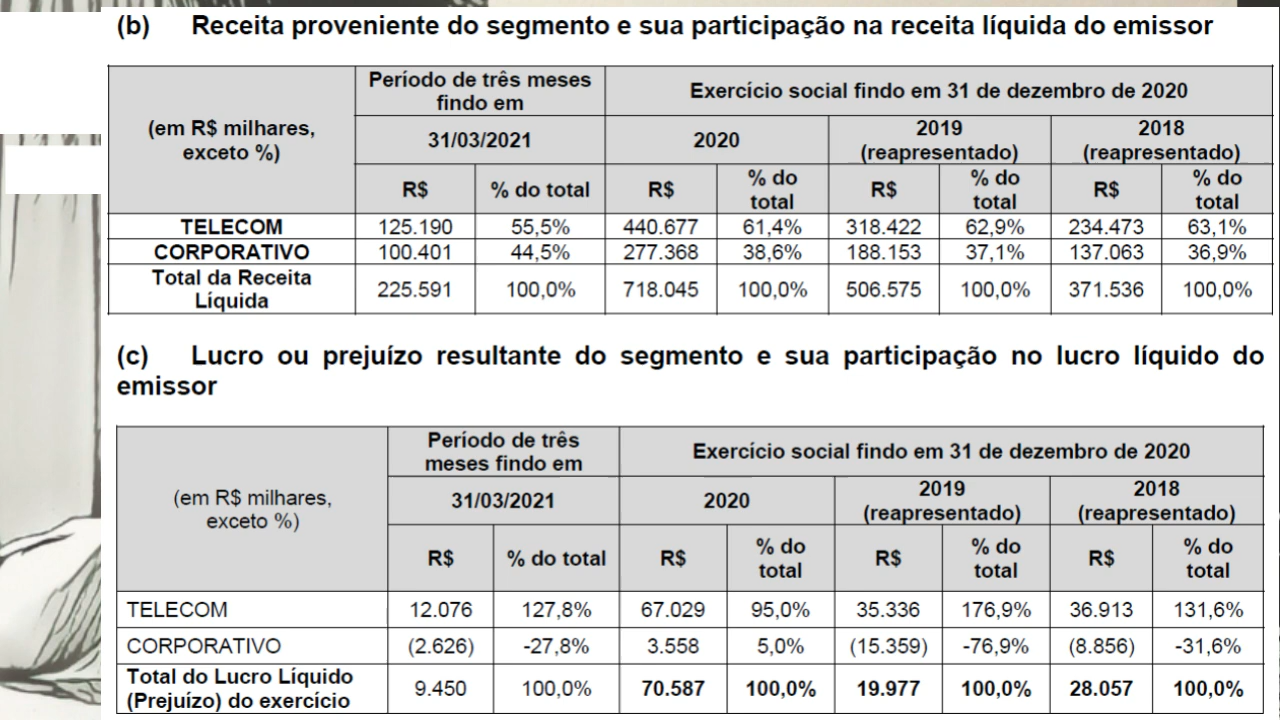 (b) Receita proveniente do segmento e sua participação na receita líquida do emissor
(em R$ milhares, exceto %)
Período de três meses findo em
Exercício social findo em 31 de dezembro de 2020
31/03/2021
2020
2019 (reapresentado)
2018 (reapresentado)
R$ % do total R$ % do total R$ % do total R$ % do total
TELECOM 125.190 55,5% 440.677 61,4% 318.422 62,9% 234.473 63,1%
CORPORATIVO 100.401 44,5% 277.368 38,6% 188.153 37,1% 137.063 36,9%
Total da Receita Líquida 225.591 100,0% 718.045 100,0% 506.575 100,0% 371.536 100,0%
(c) Lucro ou prejuízo resultante do segmento e sua participação no lucro líquido do
emissor
(em R$ milhares, exceto %)
Período de três meses findo em
Exercício social findo em 31 de dezembro de 2020
31/03/2021
2020
2019 (reapresentado)
2018 (reapresentado)
R$ % do total R$ % do total R$ % do total R$ % do total
TELECOM 12.076 127,8% 67.029 95,0% 35.336 176,9% 36.913 131,6%
CORPORATIVO (2.626) -27,8% 3.558 5,0% (15.359) -76,9% (8.856) -31,6%
Total do Lucro Líquido (Prejuízo) do exercício 9.450 100,0% 70.587 100,0% 19.977 100,0% 28.057 100,0%